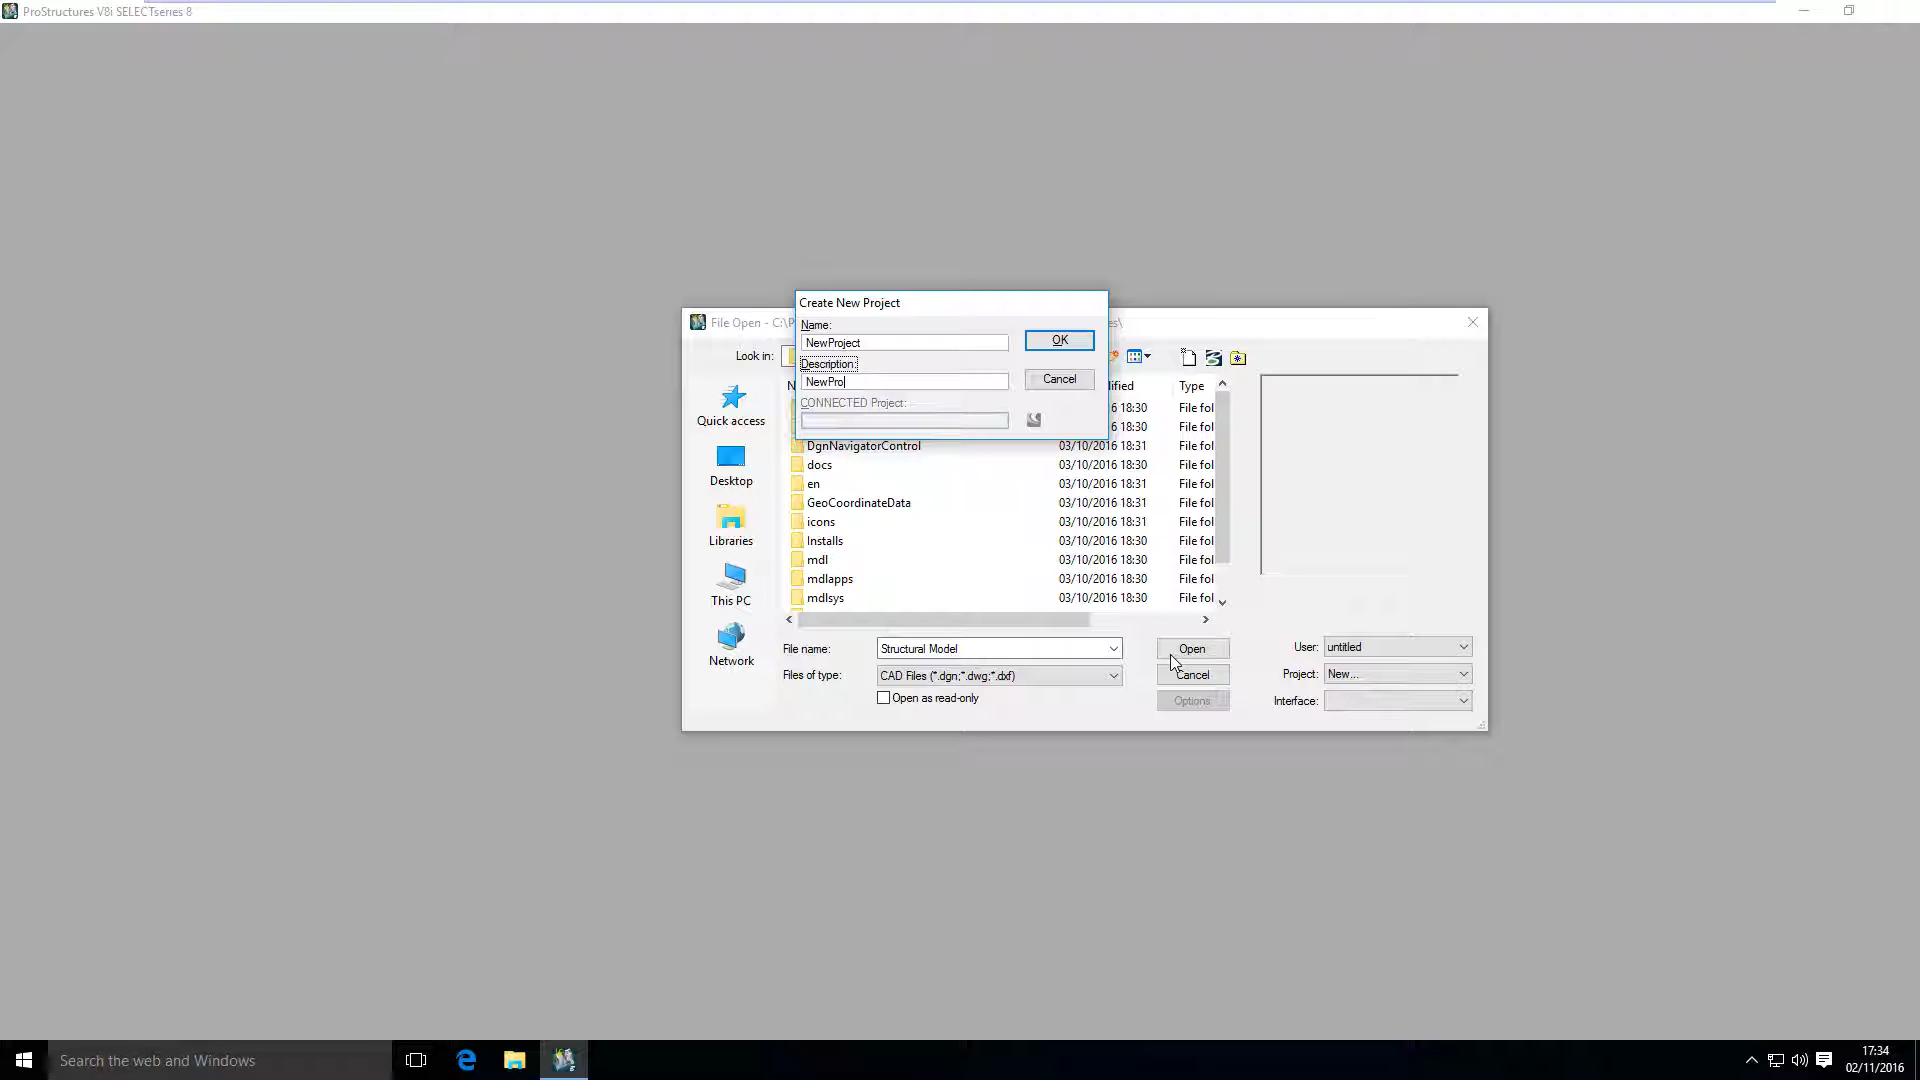 ProStructures V8i SELECTseries 8
Create New Project
Name:
NewProject
OK
Description:
NewPro
Cancel
CONNECTED Project:
File Open - C:\P
es\
Look in:
Quick access
Desktop
Libraries
This PC
Network
N
ified
Type
6 18:30
File fol
6 18:30
File fol
DgnNavigatorControl 03/10/2016 18:31 File fol
docs 03/10/2016 18:30 File fol
en 03/10/2016 18:31 File fol
GeoCoordinateData 03/10/2016 18:31 File fol
icons 03/10/2016 18:31 File fol
Installs 03/10/2016 18:30 File fol
mdl 03/10/2016 18:30 File fol
mdlapps 03/10/2016 18:30 File fol
mdlsys 03/10/2016 18:30 File fol
File name: Structural Model Open
Files of type: CAD Files (*.dgn;*.dwg;*.dxf) Cancel
Open as read-only Options
User: untitled
Project: New...
Interface:
Search the web and Windows
17:34
02/11/2016